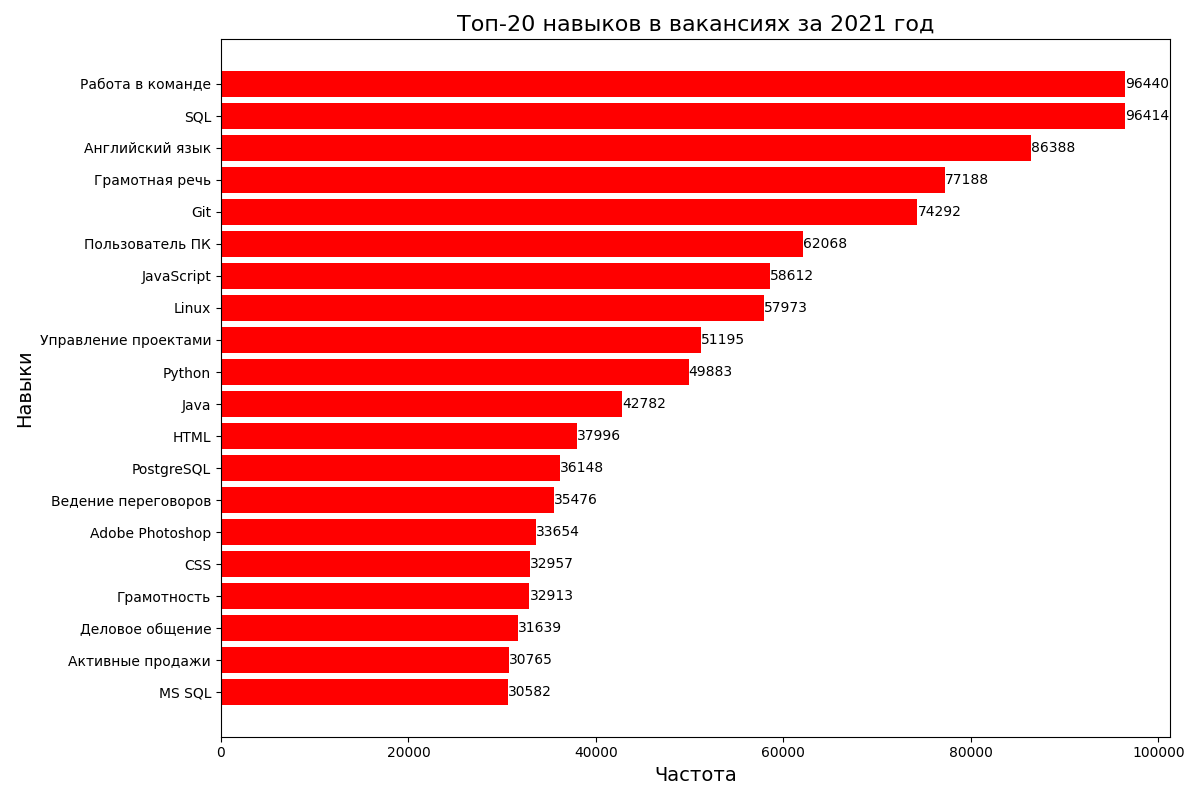 Топ-20 навыков в вакансиях за 2021 год
Навыки
Работа в команде 96440
SQL 96414
Английский язык 86388
Грамотная речь 77188
Git 74292
Пользователь ПК 62068
JavaScript 58612
Linux 57973
Управление проектами 51195
Python 49883
Java 42782
HTML 37996
PostgreSQL 36148
Ведение переговоров 35476
Adobe Photoshop 33654
CSS 32957
Грамотность 32913
Деловое общение 31639
Активные продажи 30765
MS SQL 30582
0 20000 40000 60000 80000 100000
Частота